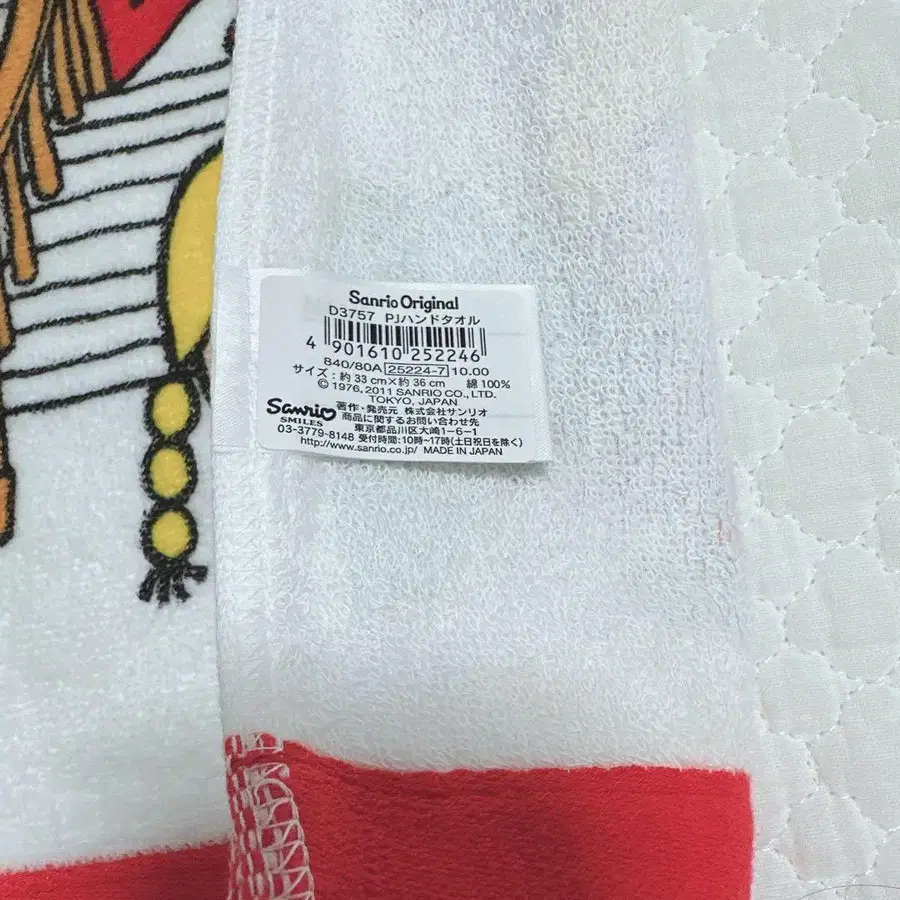 Sanrio Original
D3757 PJハンドタオル
4 901610 252246
840/80A 25224-7 10.00
サイズ:約33cm×約36cm 綿100%
© 1976, 2011 SANRIO CO., LTD.
TOKYO, JAPAN
Sanrio SMILES
著作・発売元 株式会社サンリオ
商品に関するお問い合わせ先
東京都品川区大崎1-6-1
03-3779-8148 受付時間:10時~17時(土日祝日を除く)
http://www.sanrio.co.jp/ MADE IN JAPAN